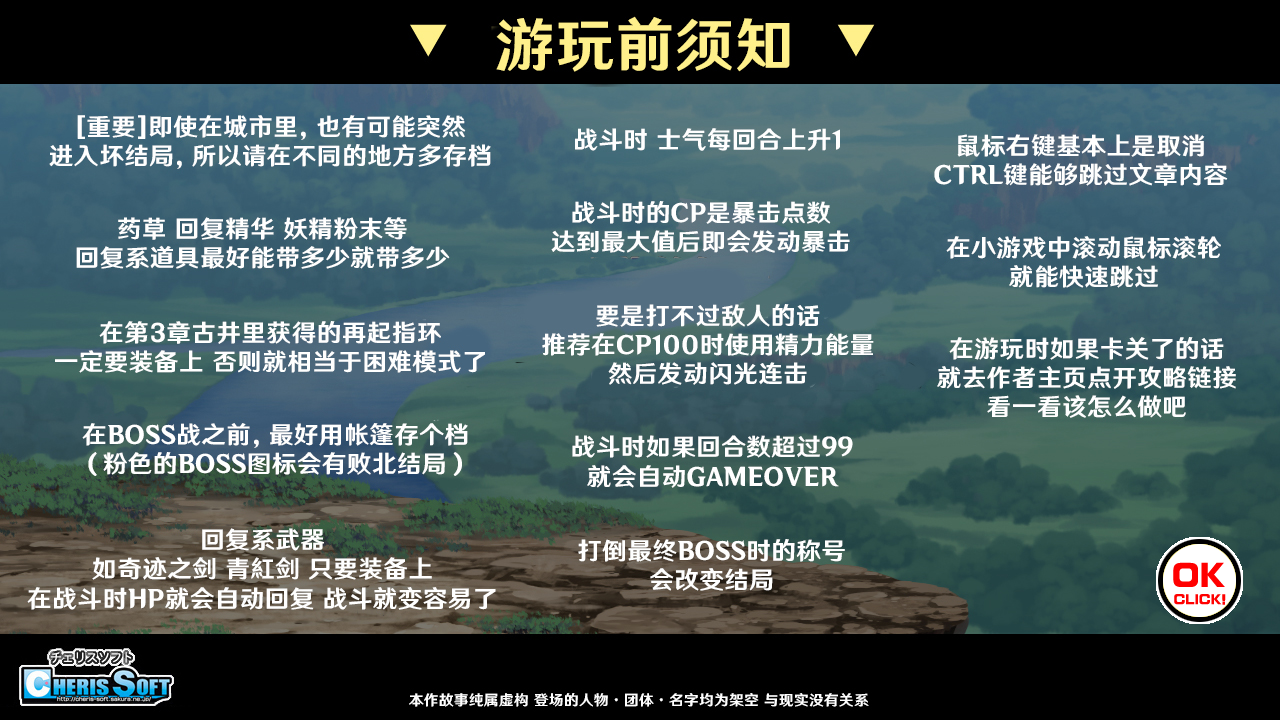 ▼ 游玩前须知 ▼
[重要]即使在城市里，也有可能突然
进入坏结局，所以请在不同的地方多存档
药草 回复精华 妖精粉末等
回复系道具最好能带多少就带多少
在第3章古井里获得的再起指环
一定要装备上 否则就相当于困难模式了
在BOSS战之前，最好用帐篷存个档
（粉色的BOSS图标会有败北结局）
回复系武器
如奇迹之剑 青紅剑 只要装备上
在战斗时HP就会自动回复 战斗就变容易了
战斗时 士气每回合上升1
战斗时的CP是暴击点数
达到最大值后即会发动暴击
要是打不过敌人的话
推荐在CP100时使用精力能量
然后发动闪光连击
战斗时如果回合数超过99
就会自动GAMEOVER
打倒最终BOSS时的称号
会改变结局
鼠标右键基本上是取消
CTRL键能够跳过文章内容
在小游戏中滚动鼠标滚轮
就能快速跳过
在游玩时如果卡关了的话
就去作者主页点开攻略链接
看一看该怎么做吧
OK
CLICK!
チェリスソフト
CHERIS SOFT
http://cheris-soft.sakura.ne.jp/
本作故事纯属虚构 登场的人物・团体・名字均为架空 与现实没有关系